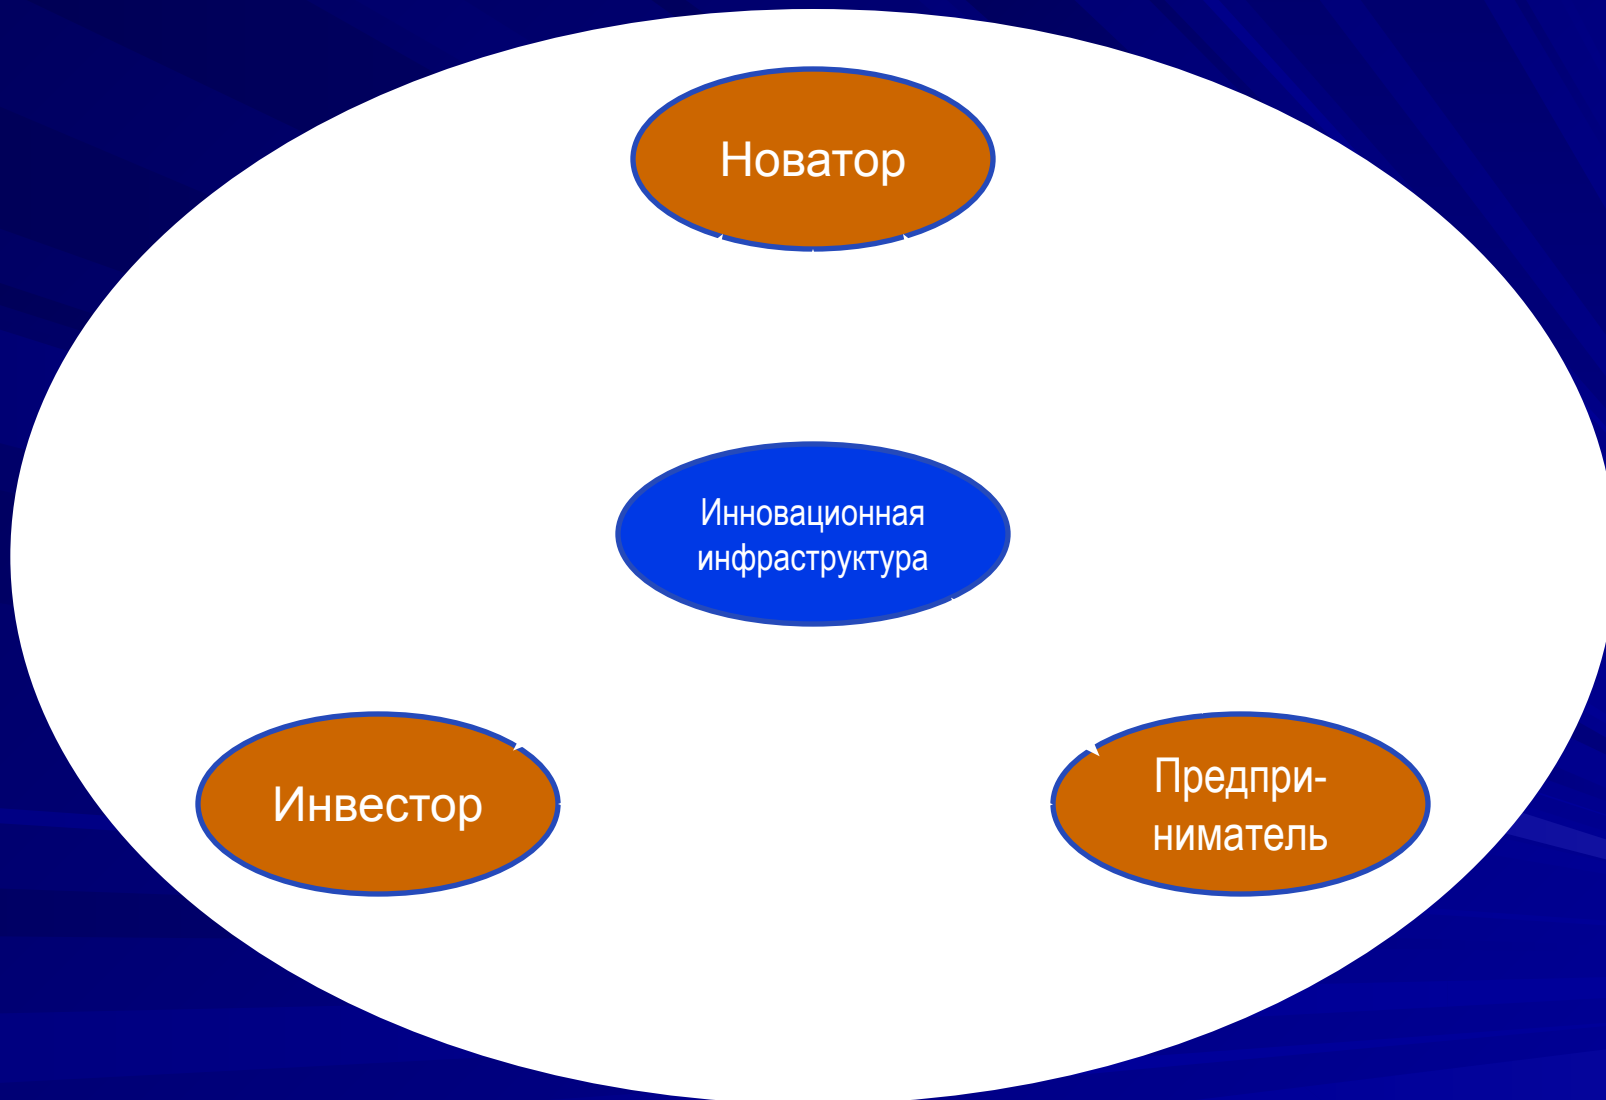 Новатор
Инновационная
инфраструктура
Инвестор
Предпри-
ниматель